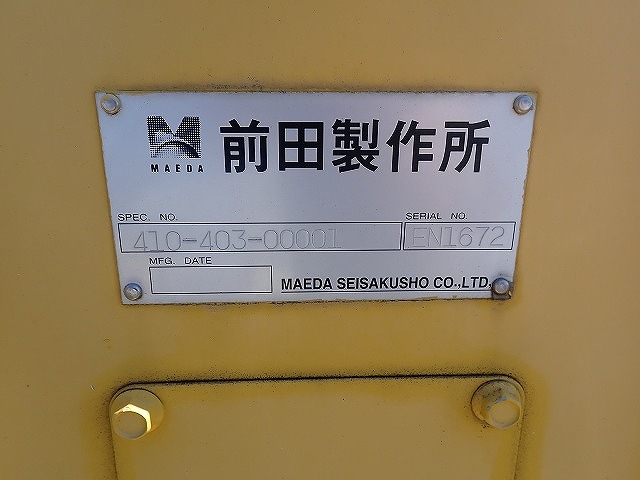 前田製作所
MAEDA
SPEC. NO.
SERIAL NO.
410-403-00001
EN1672
MFG. DATE
MAEDA SEISAKUSHO CO.,LTD.